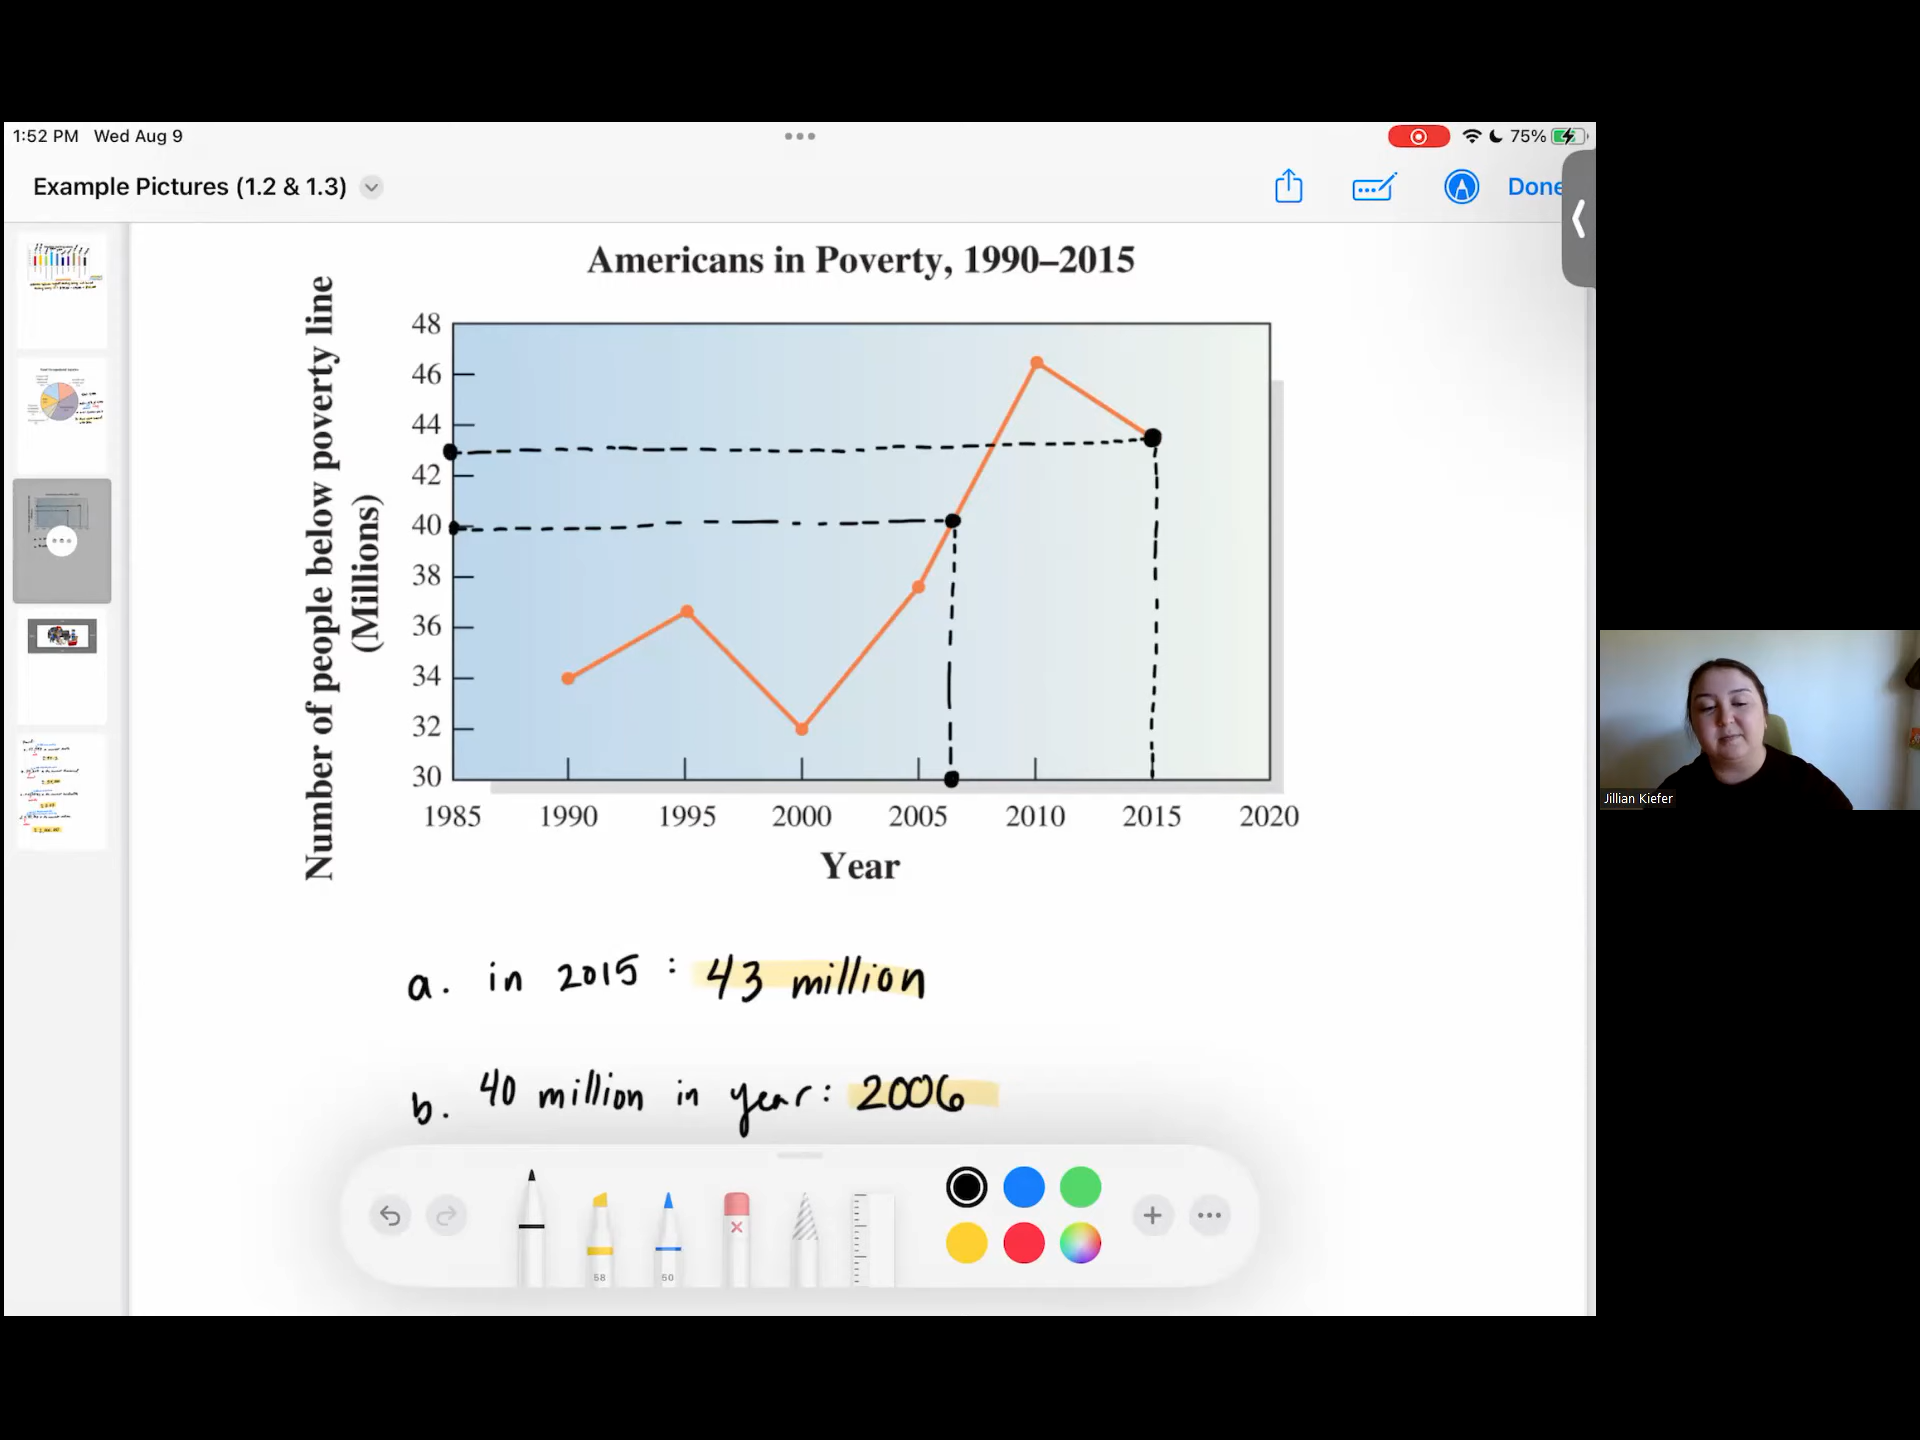 1:52 PM Wed Aug 9
75%
Example Pictures (1.2 & 1.3)
Done
Americans in Poverty, 1990–2015
Number of people below poverty line
(Millions)
48
46
44
42
40
38
36
34
32
30
1985 1990 1995 2000 2005 2010 2015 2020
Year
a. in 2015 : 43 million
b. 40 million in year: 2006
58
50
Jillian Kiefer